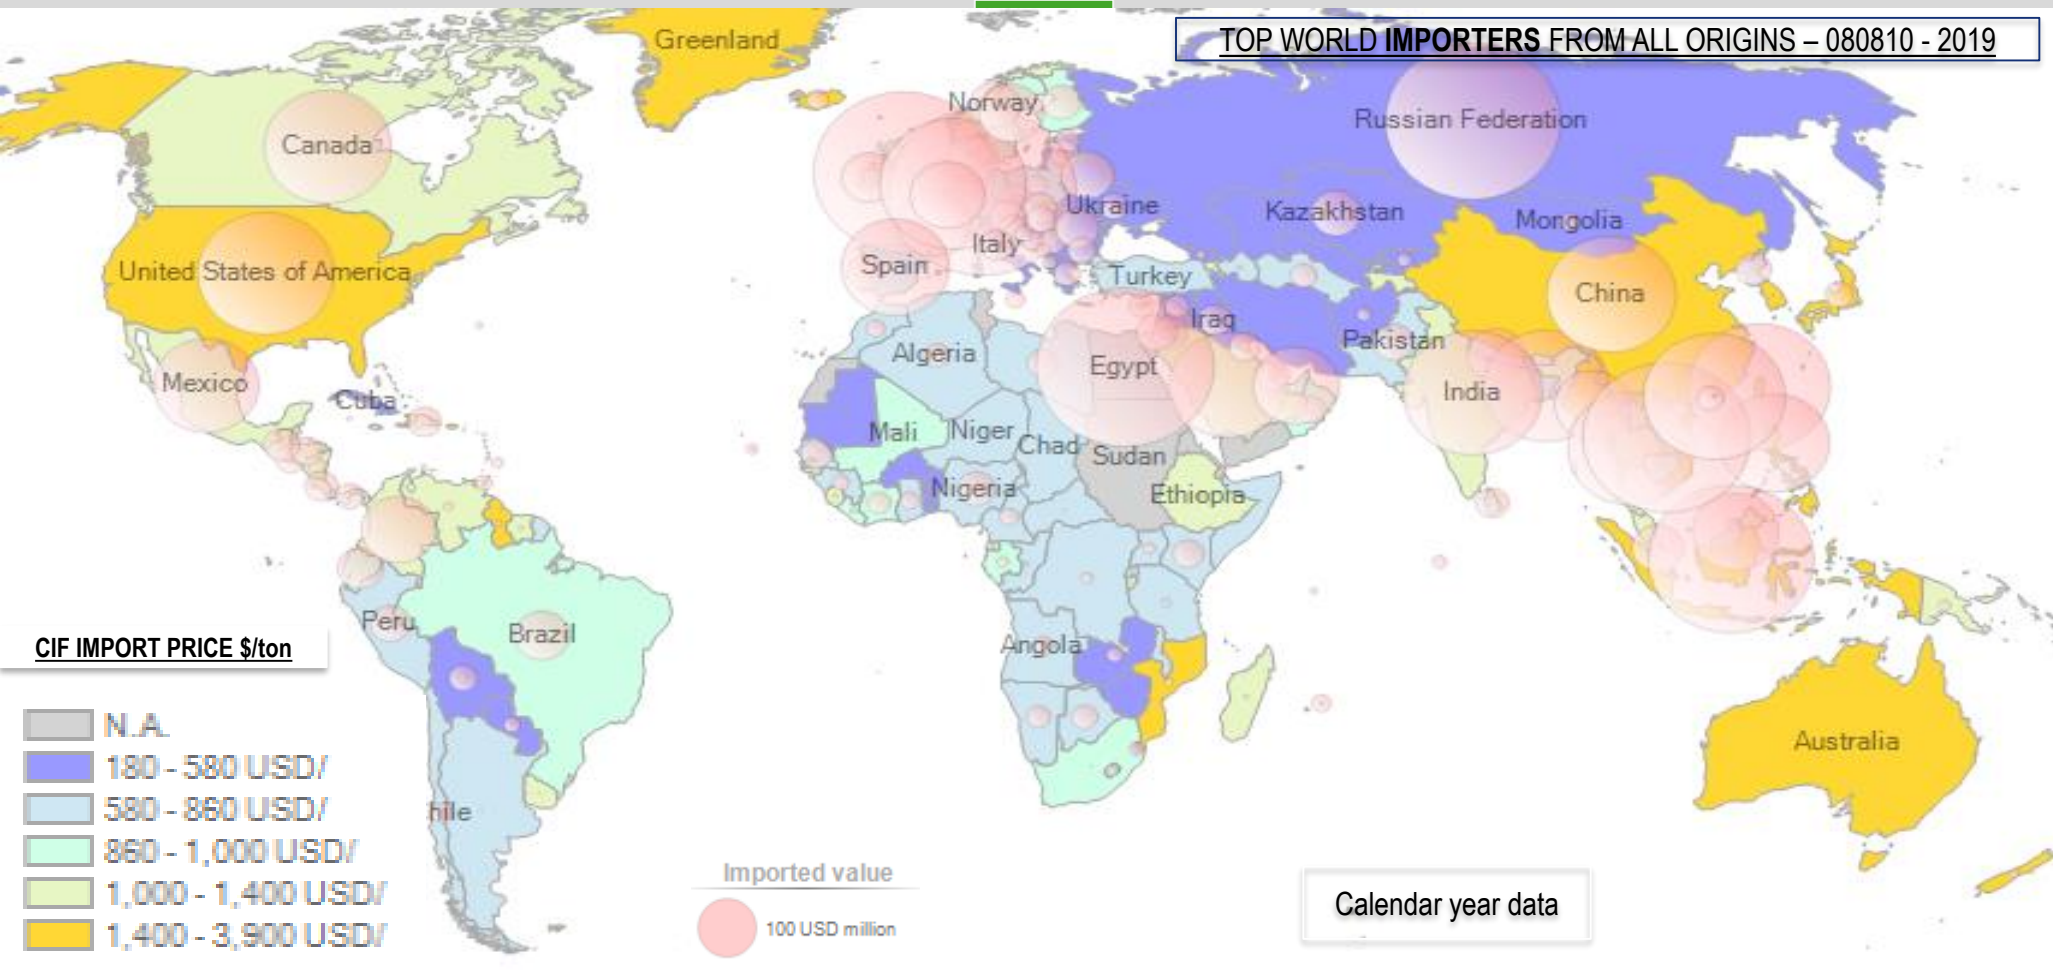 TOP WORLD IMPORTERS FROM ALL ORIGINS – 080810 - 2019
Greenland
Norway
Russian Federation
Canada
Ukraine
Kazakhstan
Mongolia
United States of America
Italy
Spain
Turkey
China
Iraq
Pakistan
Algeria
Egypt
India
Mexico
Cuba
Mali
Niger
Chad
Sudan
Nigeria
Ethiopia
Peru
Brazil
Angola
Australia
hile
CIF IMPORT PRICE $/ton
N.A.
180 - 580 USD/
580 - 860 USD/
860 - 1,000 USD/
1,000 - 1,400 USD/
1,400 - 3,900 USD/
Imported value
100 USD million
Calendar year data